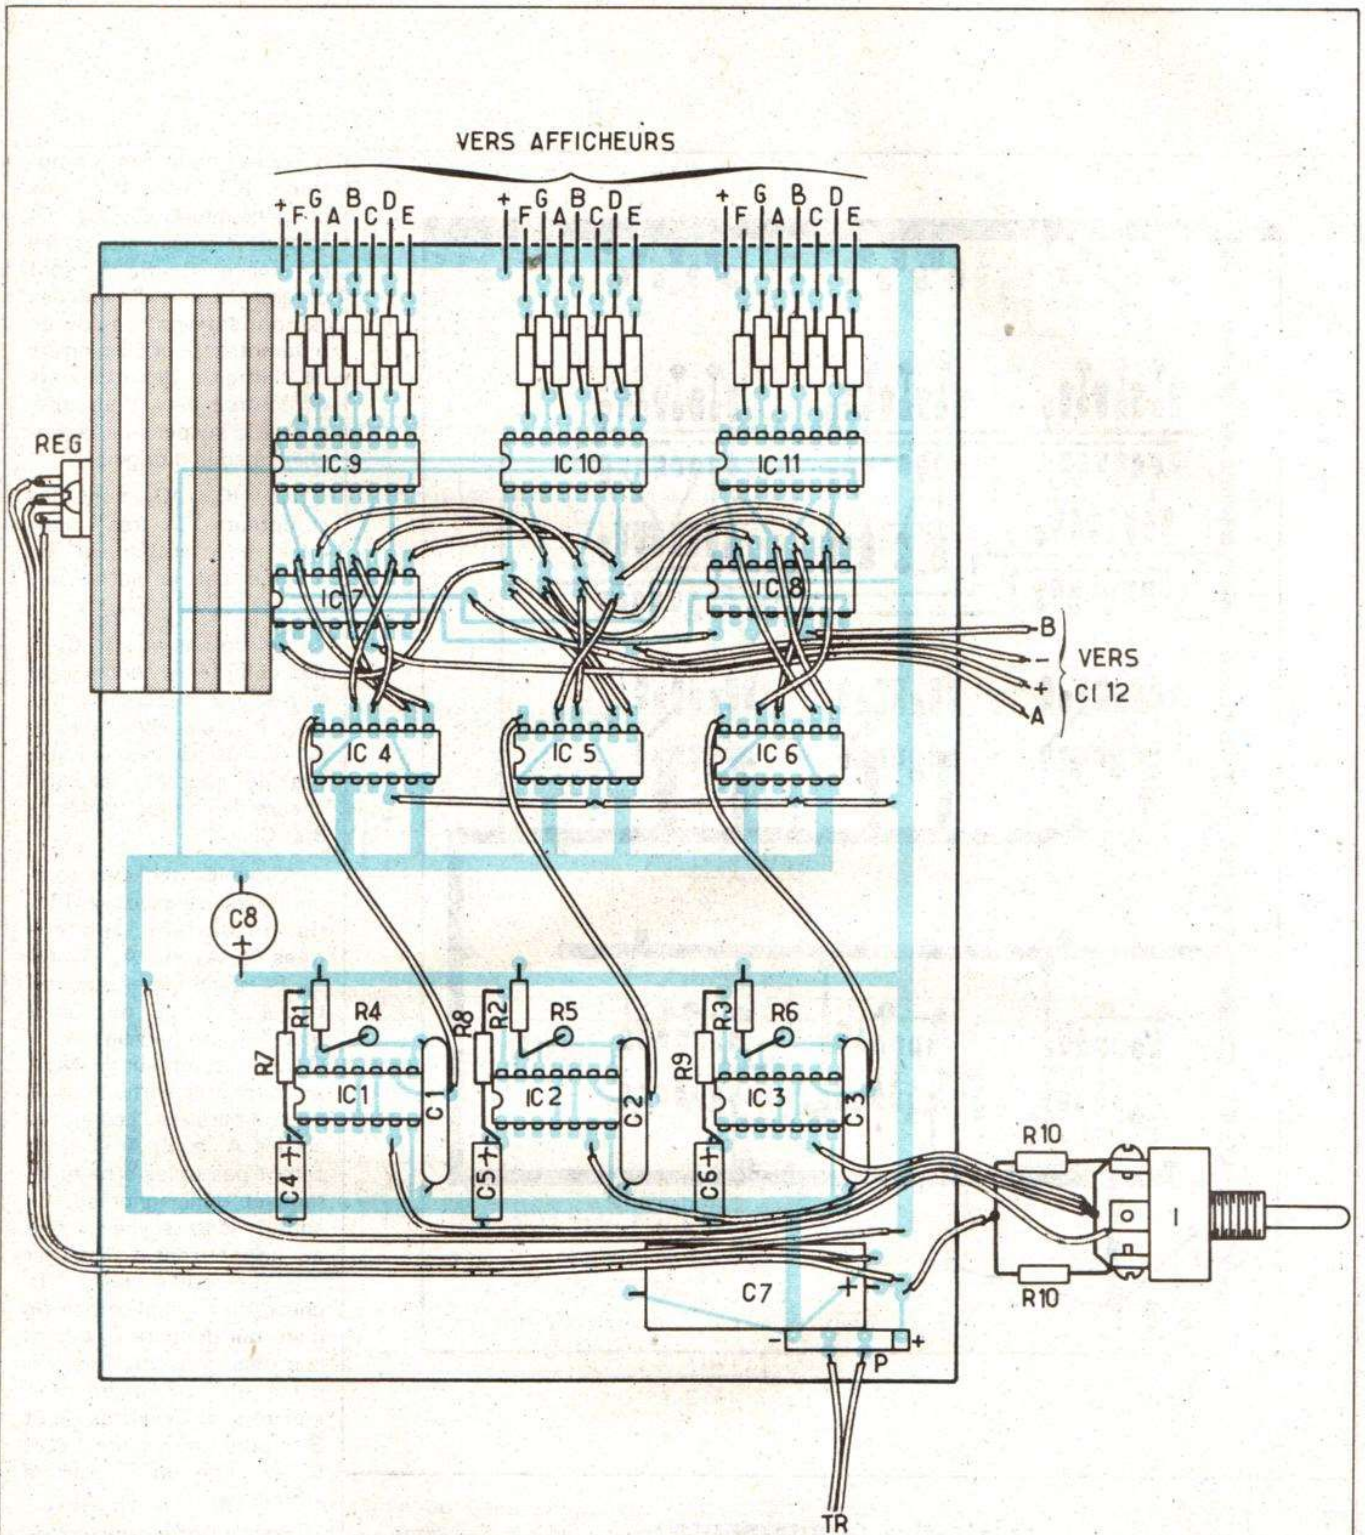 VERS AFFICHEURS
+ F G A B C D E
+ F G A B C D E
+ F G A B C D E
REG
IC 9
IC 10
IC 11
IC 7
IC 8
B
-
+
A
VERS
CI 12
IC 4
IC 5
IC 6
C8
+
R1
R4
R7
R2
R5
R8
R3
R6
R9
IC1
C1
IC2
C2
IC 3
C3
C4+
C5+
C6+
R10
I
R10
C7
+
-
+
P
TR